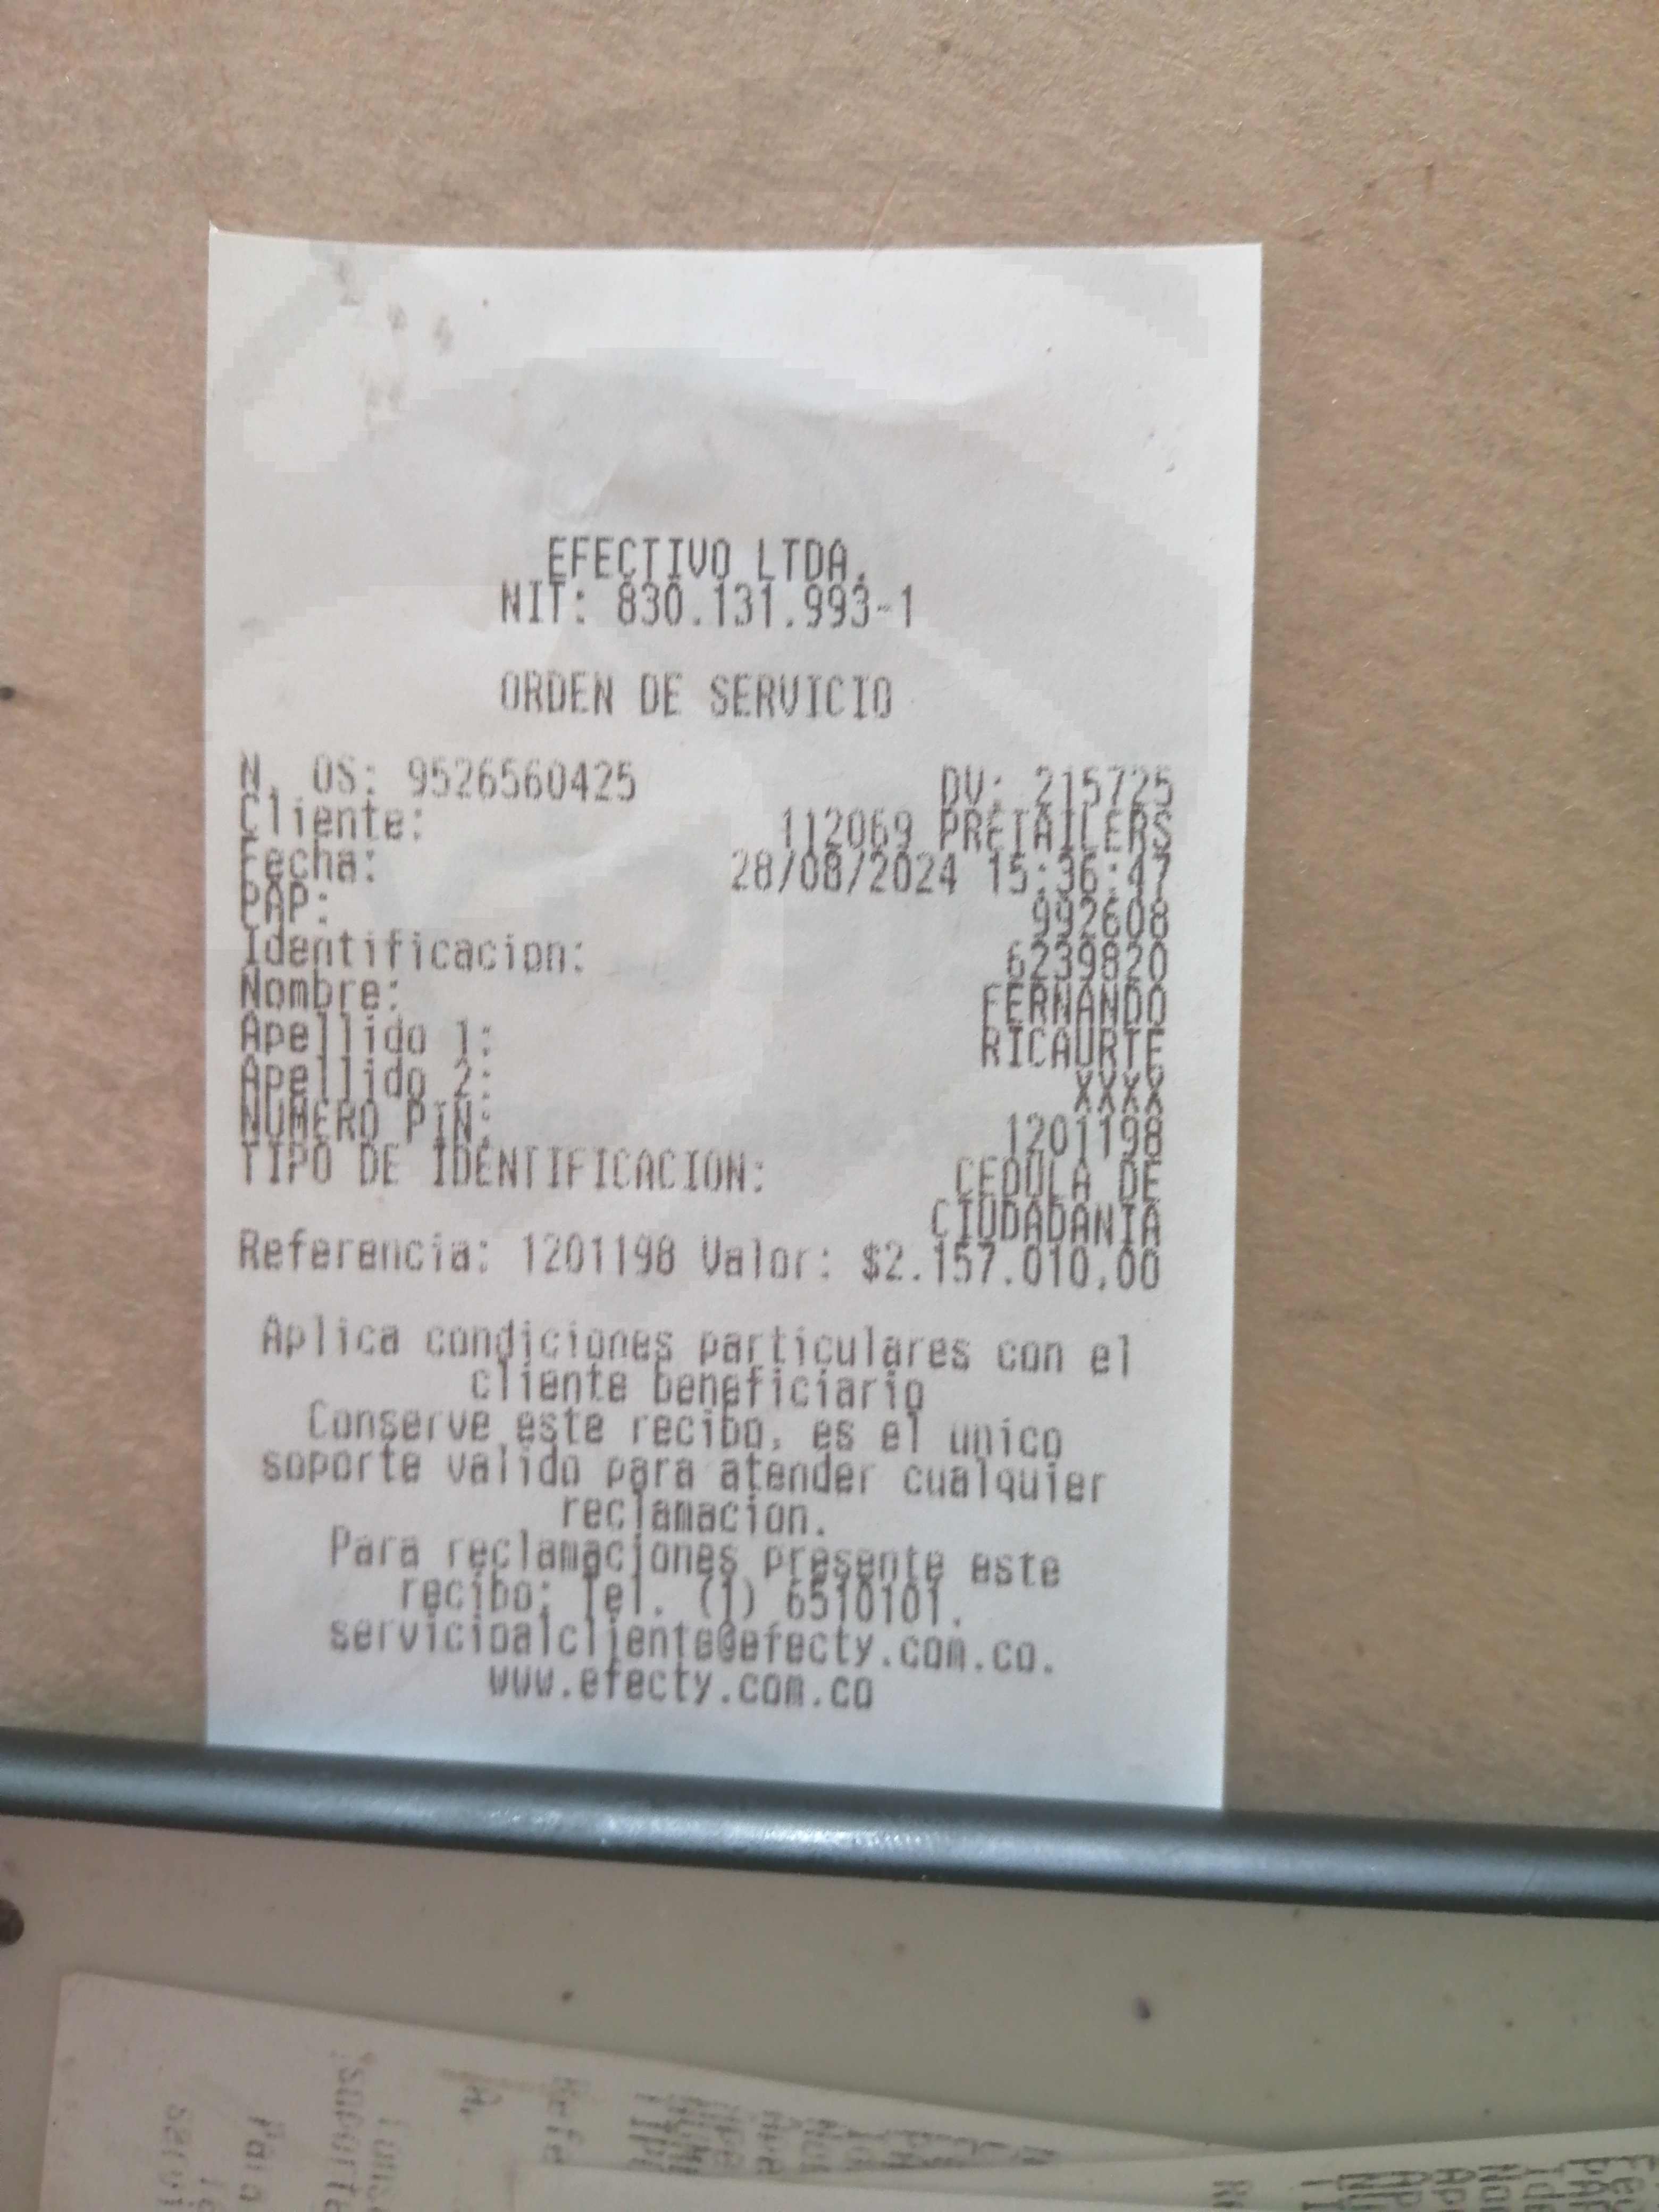 EFECTIVO LTDA.
NIT: 830.131.993-1
ORDEN DE SERVICIO
N. OS: 9526560425 DV: 215725
Cliente: 112069 PRETAILERS
Fecha: 28/08/2024 15:36:47
PAP: 992608
Identificacion: 6239820
Nombre: FERNANDO
Apellido 1: RICAURTE
Apellido 2: XXXX
NUMERO PIN: 1201198
TIPO DE IDENTIFICACION: CEDULA DE
CIUDADANIA
Referencia: 1201198 Valor: $2.157.010,00
Aplica condiciones particulares con el
cliente beneficiario
Conserve este recibo, es el unico
soporte valido para atender cualquier
reclamacion.
Para reclamaciones presente este
recibo: Tel. (1) 6510101.
servicioalcliente@efecty.com.co.
www.efecty.com.co